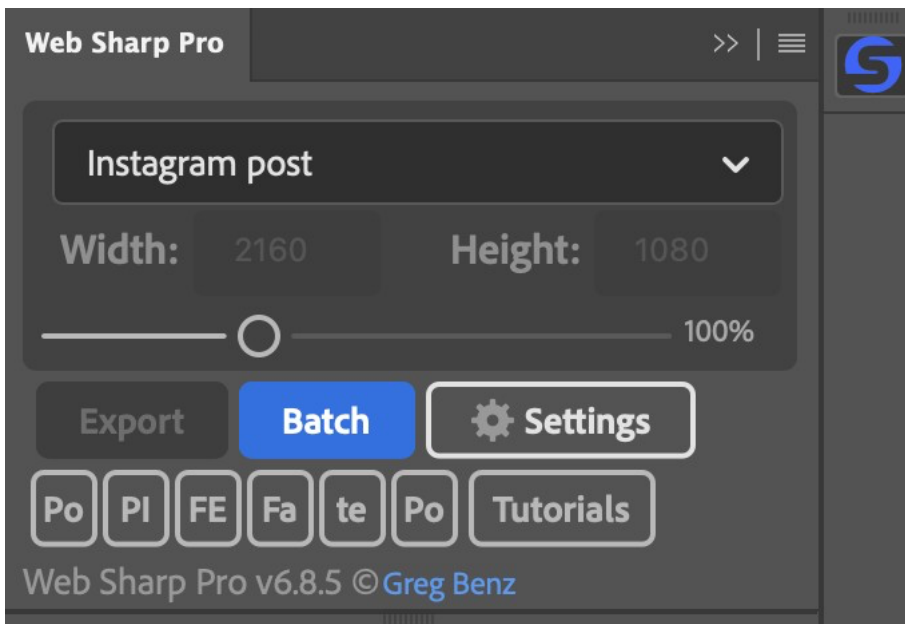 Web Sharp Pro >> | 
Instagram post
Width: 2160 Height: 1080
100%
Export Batch Settings
Po PI FE Fa te Po Tutorials
Web Sharp Pro v6.8.5 © Greg Benz